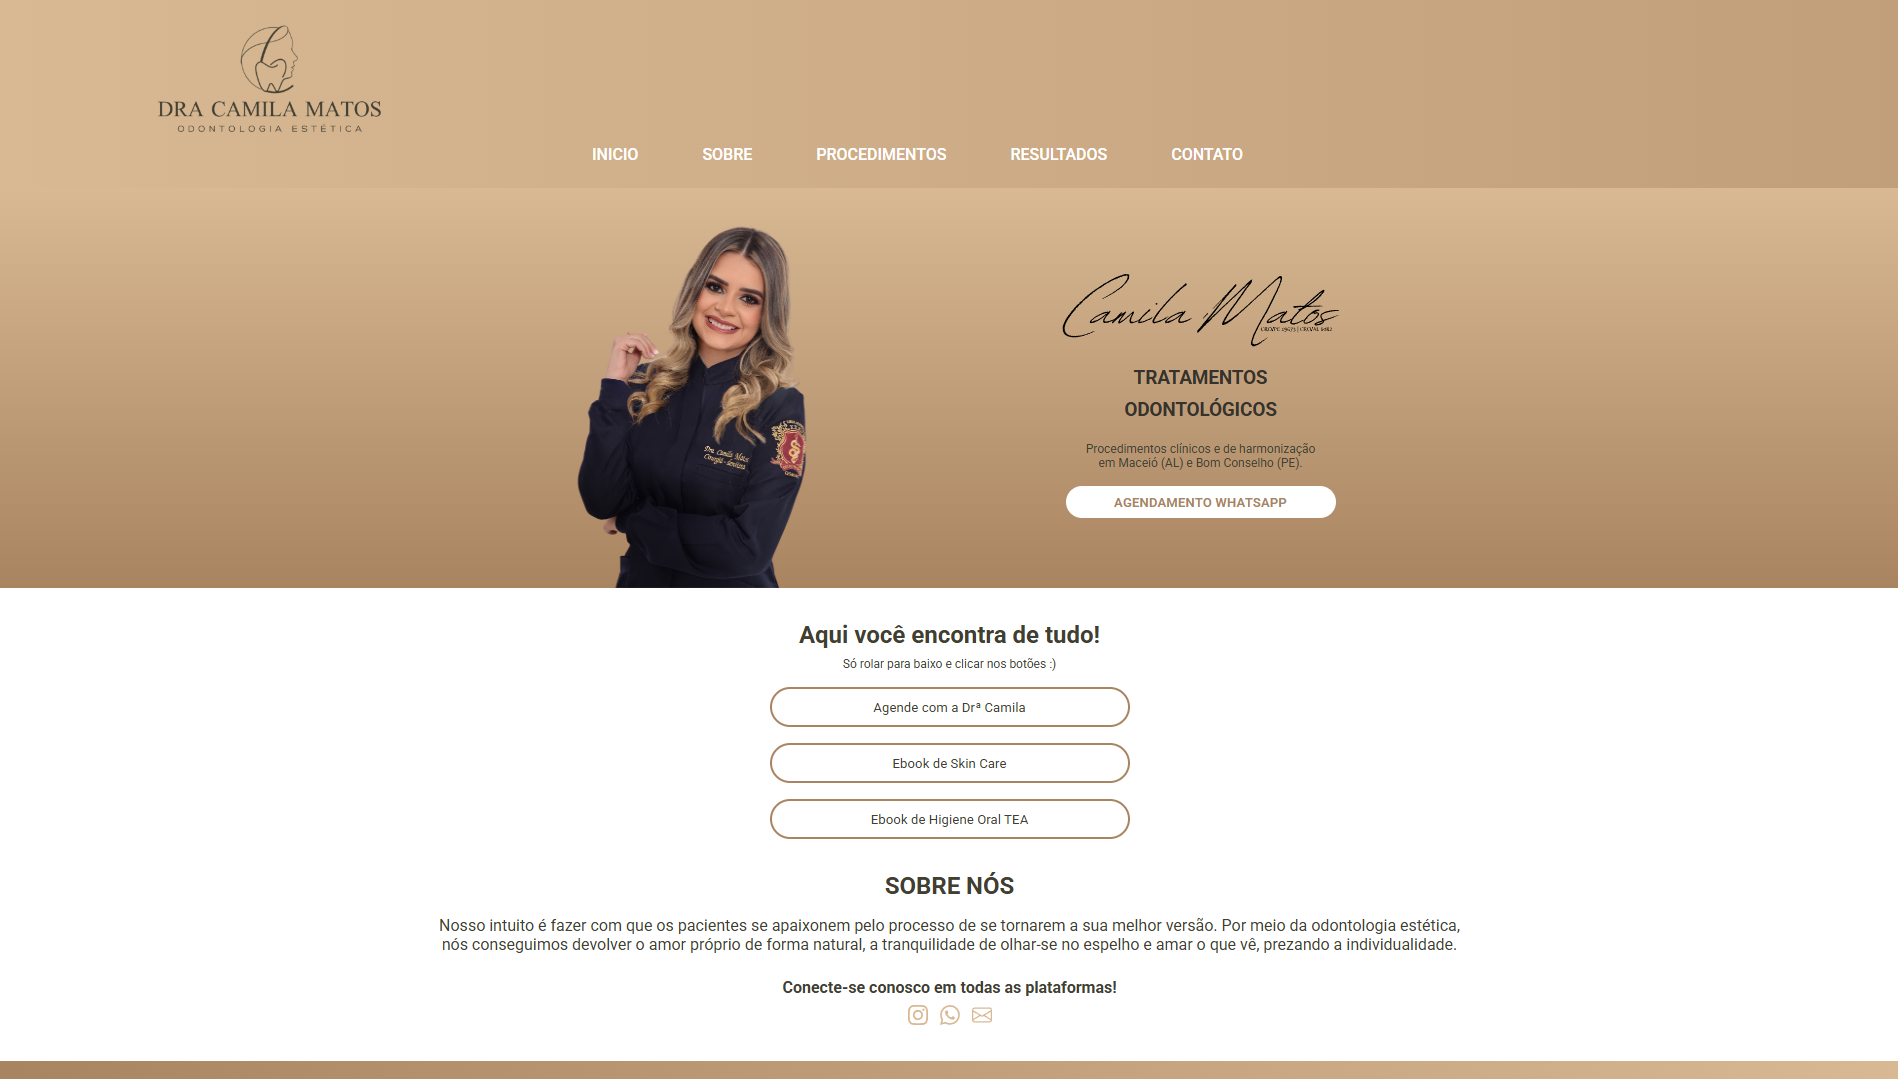 DRA CAMILA MATOS
ODONTOLOGIA ESTÉTICA
INICIO SOBRE PROCEDIMENTOS RESULTADOS CONTATO
Camila Matos
TRATAMENTOS
ODONTOLÓGICOS
Procedimentos clínicos e de harmonização
em Maceió (AL) e Bom Conselho (PE).
AGENDAMENTO WHATSAPP
Dra. Camila Matos
Cirurgiã - dentista
Aqui você encontra de tudo!
Só rolar para baixo e clicar nos botões :)
Agende com a Drª Camila
Ebook de Skin Care
Ebook de Higiene Oral TEA
SOBRE NÓS
Nosso intuito é fazer com que os pacientes se apaixonem pelo processo de se tornarem a sua melhor versão. Por meio da odontologia estética,
nós conseguimos devolver o amor próprio de forma natural, a tranquilidade de olhar-se no espelho e amar o que vê, prezando a individualidade.
Conecte-se conosco em todas as plataformas!